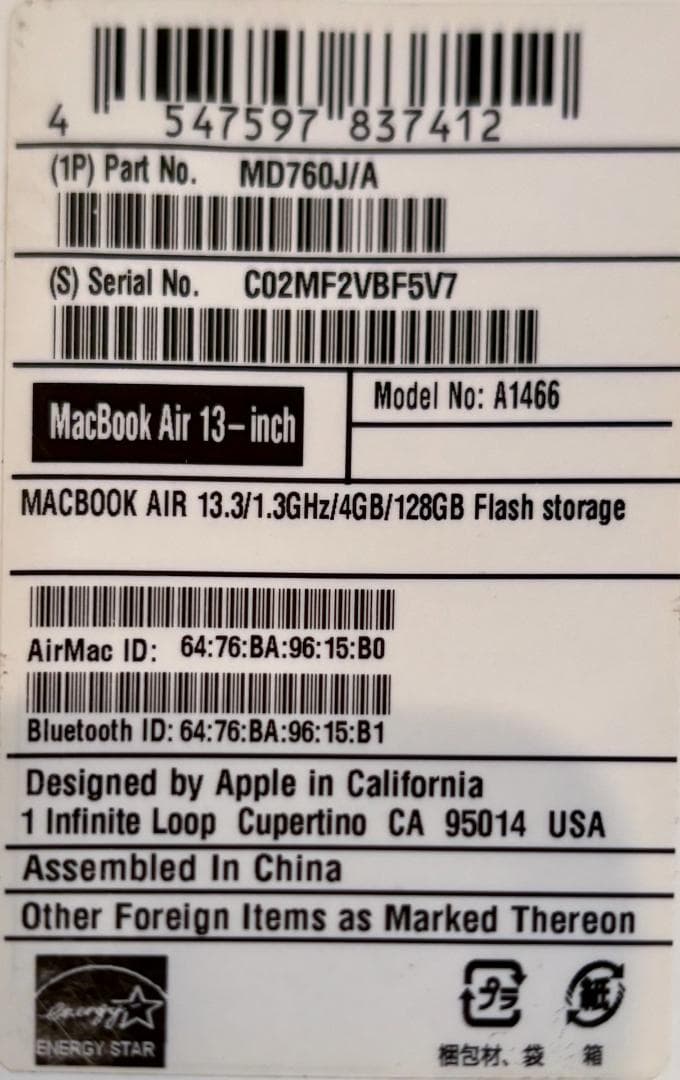 4 547597 837412
(1P) Part No. MD760J/A
(S) Serial No. C02MF2VBF5V7
MacBook Air 13-inch
Model No: A1466
MACBOOK AIR 13.3/1.3GHz/4GB/128GB Flash storage
AirMac ID: 64:76:BA:96:15:B0
Bluetooth ID: 64:76:BA:96:15:B1
Designed by Apple in California
1 Infinite Loop Cupertino CA 95014 USA
Assembled In China
Other Foreign Items as Marked Thereon
energy
ENERGY STAR
プラ
紙
梱包材、袋
箱